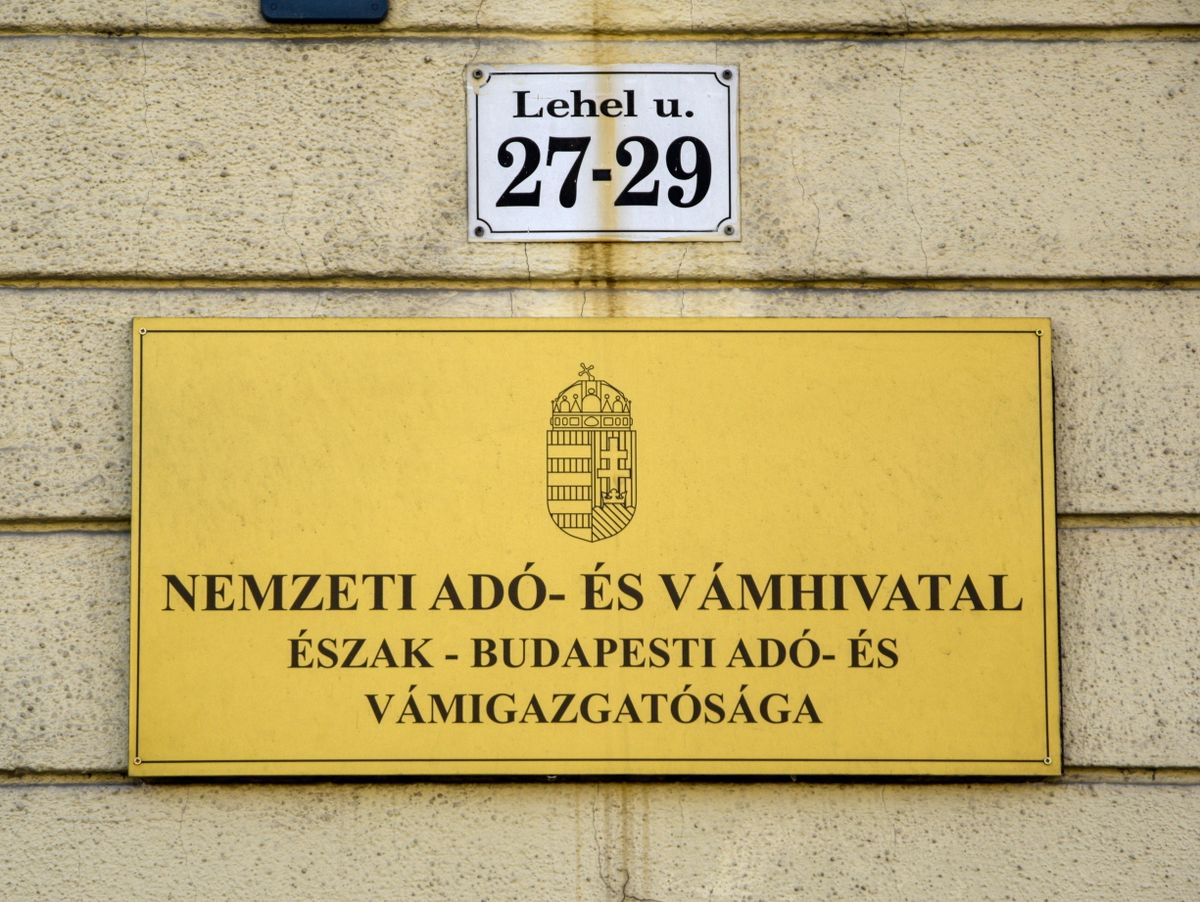 Lehel u.
27-29
NEMZETI ADÓ- ÉS VÁMHIVATAL
ÉSZAK - BUDAPESTI ADÓ- ÉS
VÁMIGAZGATÓSÁGA